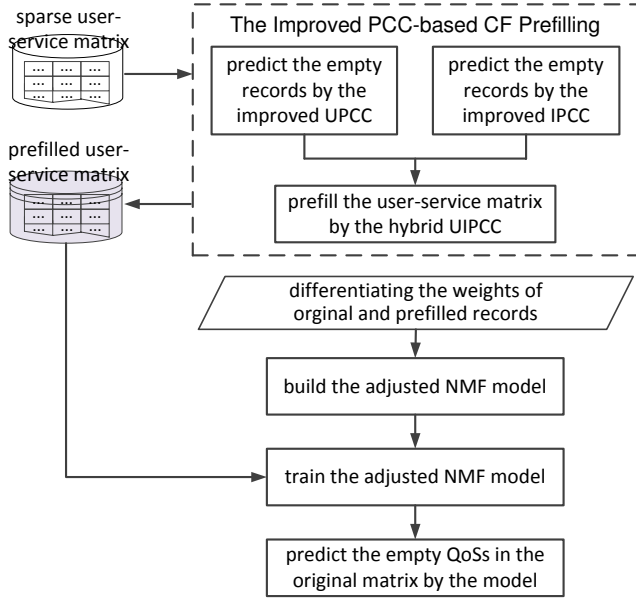 sparse user-
service matrix
... ... ...
... ... ...
... ... ...
The Improved PCC-based CF Prefilling
predict the empty
records by the
improved UPCC
predict the empty
records by the
improved IPCC
prefilled user-
service matrix
... ... ...
... ... ...
... ... ...
prefill the user-service matrix
by the hybrid UIPCC
differentiating the weights of
orginal and prefilled records
build the adjusted NMF model
train the adjusted NMF model
predict the empty QoSs in the
original matrix by the model